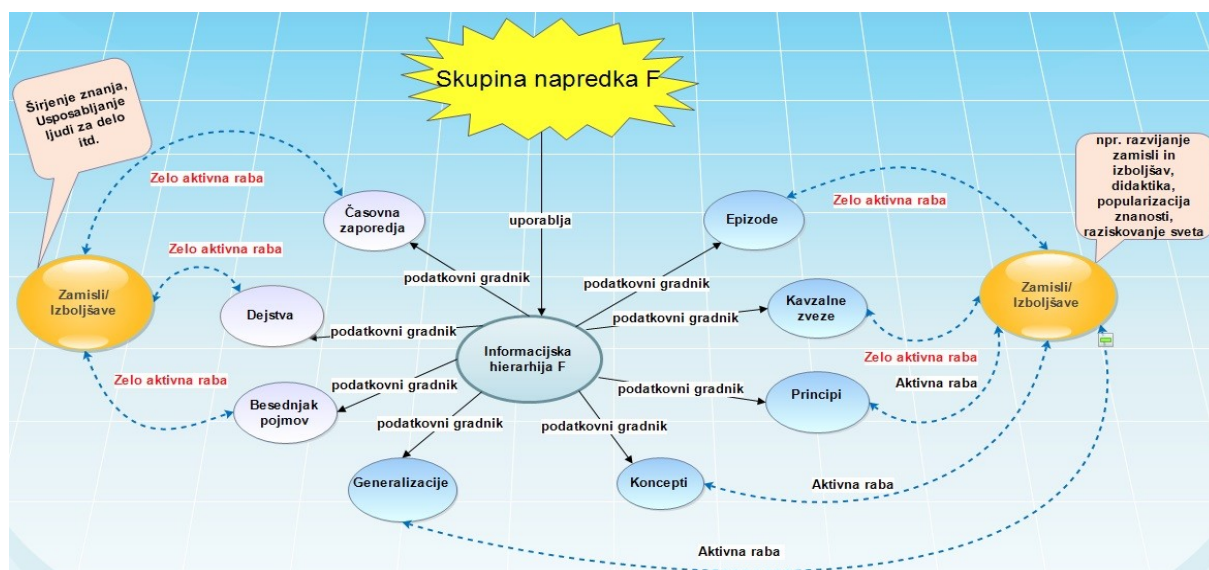 Skupina napredka F
Širjenje znanja,
Usposabljanje
ljudi za delo
itd.
npr. razvijanje
zamisli in
izboljšav,
didaktika,
popularizacija
znanosti,
raziskovanje sveta
Zelo aktivna raba
Časovna
zaporedja
uporablja
Epizode
Zelo aktivna raba
Zelo aktivna raba
podatkovni gradnik
podatkovni gradnik
Zamisli/
Izboljšave
Dejstva
podatkovni gradnik
podatkovni gradnik
Kavzalne
zveze
Zamisli/
Izboljšave
Informacijska
hierarhija F
Zelo aktivna raba
Zelo aktivna raba
podatkovni gradnik
podatkovni gradnik
Aktivna raba
Besednjak
pojmov
Principi
podatkovni gradnik
podatkovni gradnik
Generalizacije
Koncepti
Aktivna raba
Aktivna raba